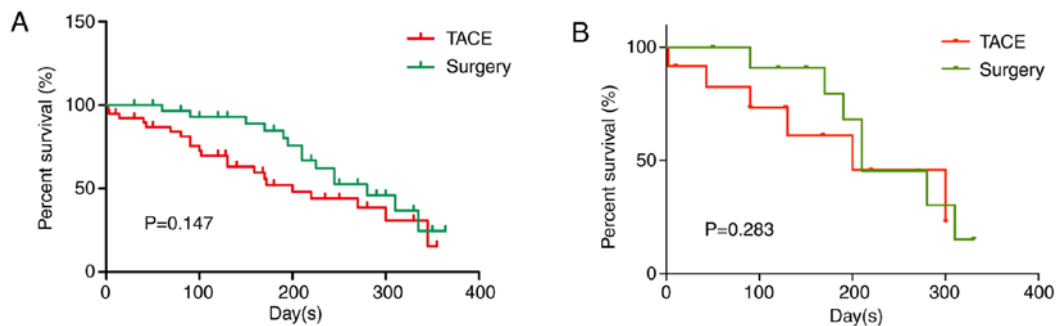 A
150
100
50
0
Percent survival (%)
TACE
Surgery
P=0.147
0
100
200
300
400
Day(s)
B
100
50
0
Percent survival (%)
TACE
Surgery
P=0.283
0
100
200
300
400
Day(s)